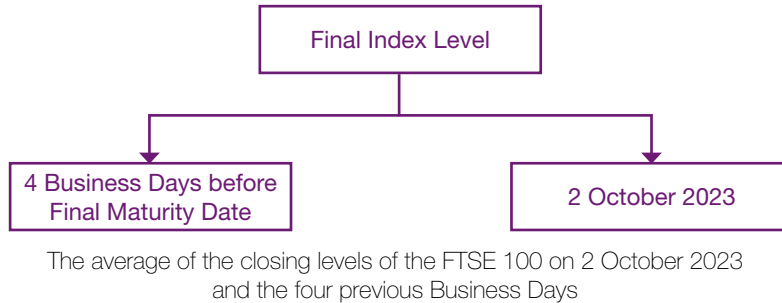 Final Index Level
4 Business Days before
Final Maturity Date
2 October 2023
The average of the closing levels of the FTSE 100 on 2 October 2023
and the four previous Business Days